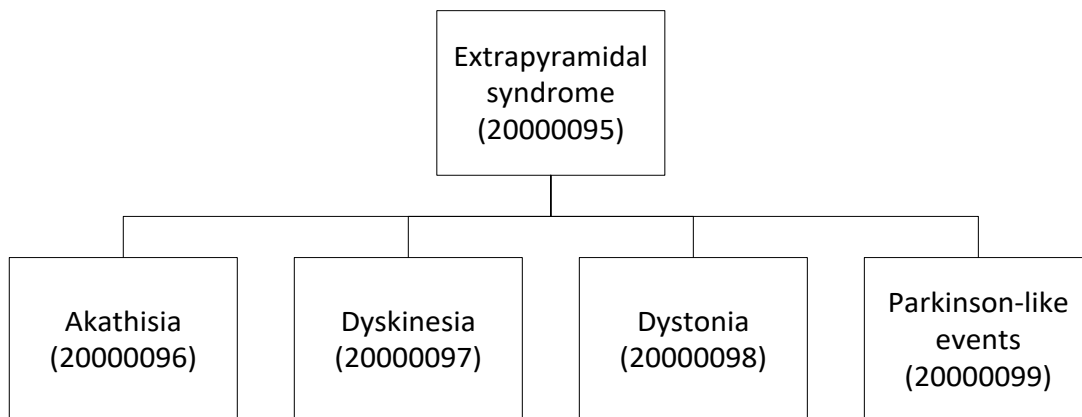 Extrapyramidal
syndrome
(20000095)
Akathisia
(20000096)
Dyskinesia
(20000097)
Dystonia
(20000098)
Parkinson-like
events
(20000099)